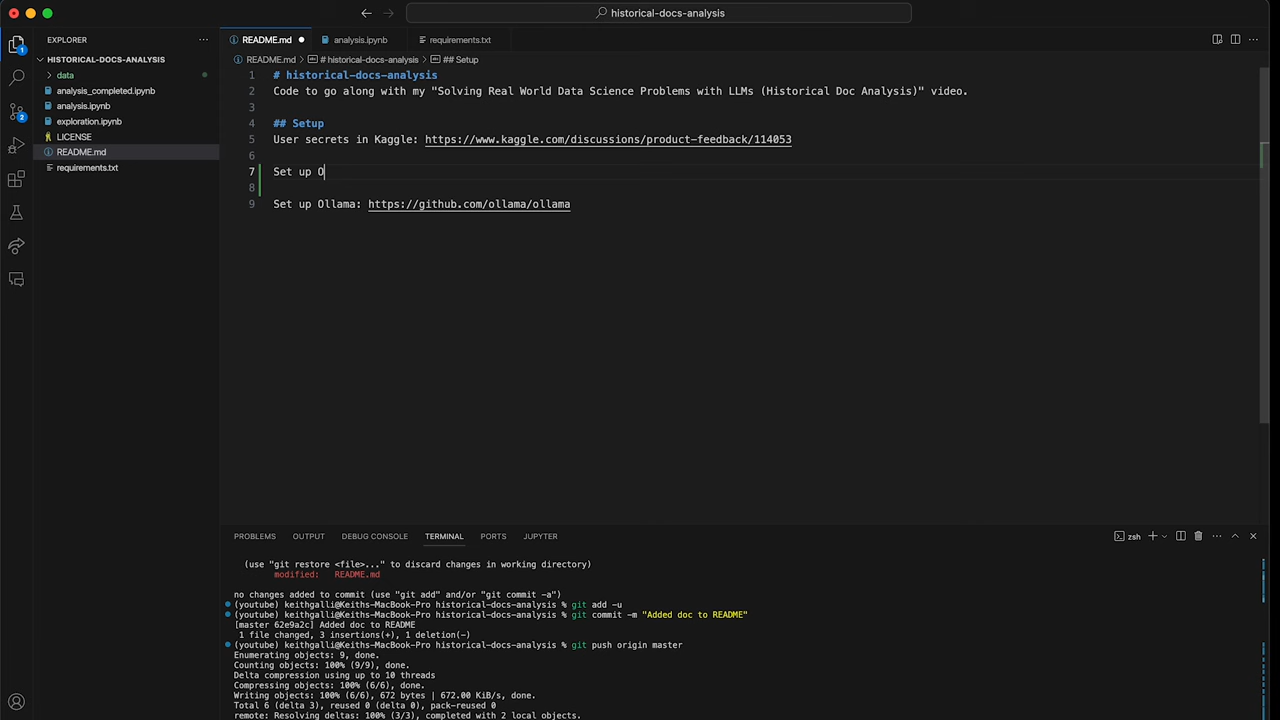 historical-docs-analysis
EXPLORER
README.md
analysis.ipynb
requirements.txt
HISTORICAL-DOCS-ANALYSIS
README.md > # historical-docs-analysis > ## Setup
data
analysis_completed.ipynb
analysis.ipynb
exploration.ipynb
LICENSE
README.md
requirements.txt
1 # historical-docs-analysis
2 Code to go along with my "Solving Real World Data Science Problems with LLMs (Historical Doc Analysis)" video.
3
4 ## Setup
5 User secrets in Kaggle: https://www.kaggle.com/discussions/product-feedback/114053
6
7 Set up O
8
9 Set up Ollama: https://github.com/ollama/ollama
1
2
PROBLEMS OUTPUT DEBUG CONSOLE TERMINAL PORTS JUPYTER
zsh
(use "git restore <file>..." to discard changes in working directory)
modified: README.md
no changes added to commit (use "git add" and/or "git commit -a")
(youtube) keithgalli@Keiths-MacBook-Pro historical-docs-analysis % git add -u
(youtube) keithgalli@Keiths-MacBook-Pro historical-docs-analysis % git commit -m "Added doc to README"
[master 62e9a2c] Added doc to README
1 file changed, 3 insertions(+), 1 deletion(-)
(youtube) keithgalli@Keiths-MacBook-Pro historical-docs-analysis % git push origin master
Enumerating objects: 9, done.
Counting objects: 100% (9/9), done.
Delta compression using up to 10 threads
Compressing objects: 100% (6/6), done.
Writing objects: 100% (6/6), 672 bytes | 672.00 KiB/s, done.
Total 6 (delta 3), reused 0 (delta 0), pack-reused 0
remote: Resolving deltas: 100% (3/3), completed with 2 local objects.